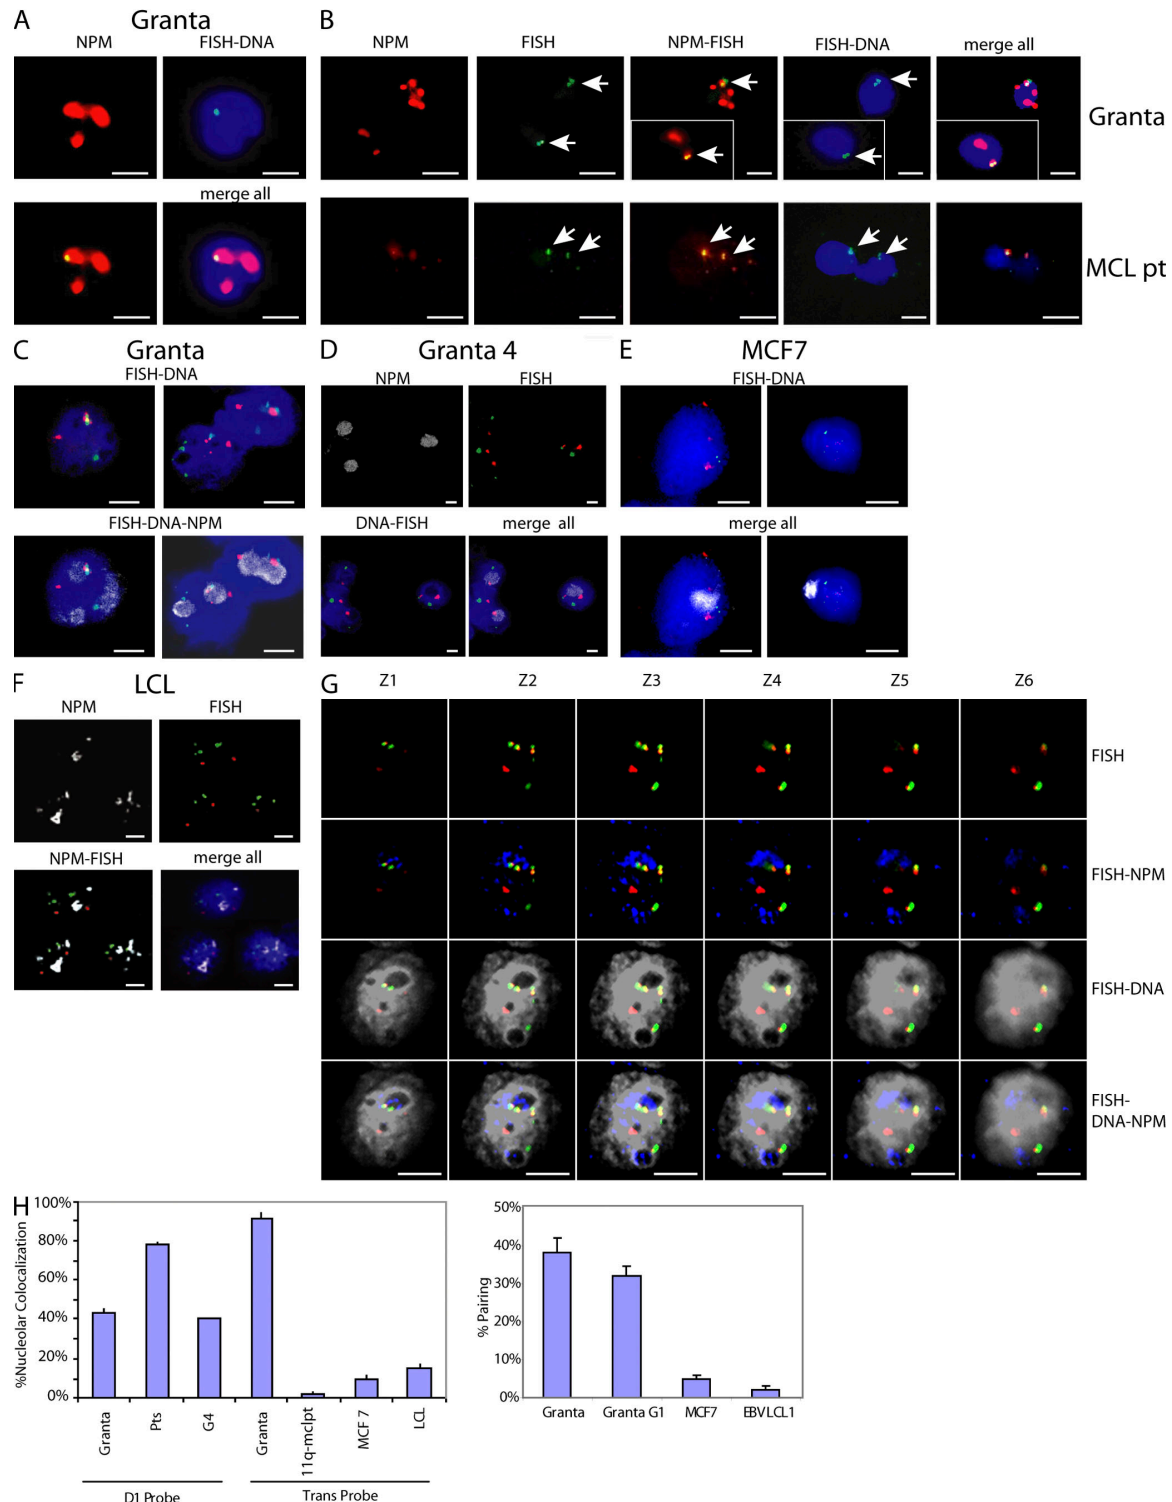 A Granta B
NPM FISH-DNA NPM FISH NPM-FISH FISH-DNA merge all
Granta
merge all
MCL pt
C Granta D Granta 4 E MCF7
FISH-DNA NPM FISH FISH-DNA
FISH-DNA-NPM DNA-FISH merge all merge all
F LCL G Z1 Z2 Z3 Z4 Z5 Z6
NPM FISH
FISH
NPM-FISH merge all
FISH-NPM
FISH-DNA
FISH-
DNA-NPM
H
%Nucleolar Colocalization
100%
80%
60%
40%
20%
0%
Granta Pts G4 Granta 11q-mclpt MCF 7 LCL
D1 Probe Trans Probe
% Pairing
50%
40%
30%
20%
10%
0%
Granta Granta G1 MCF7 EBV LCL1